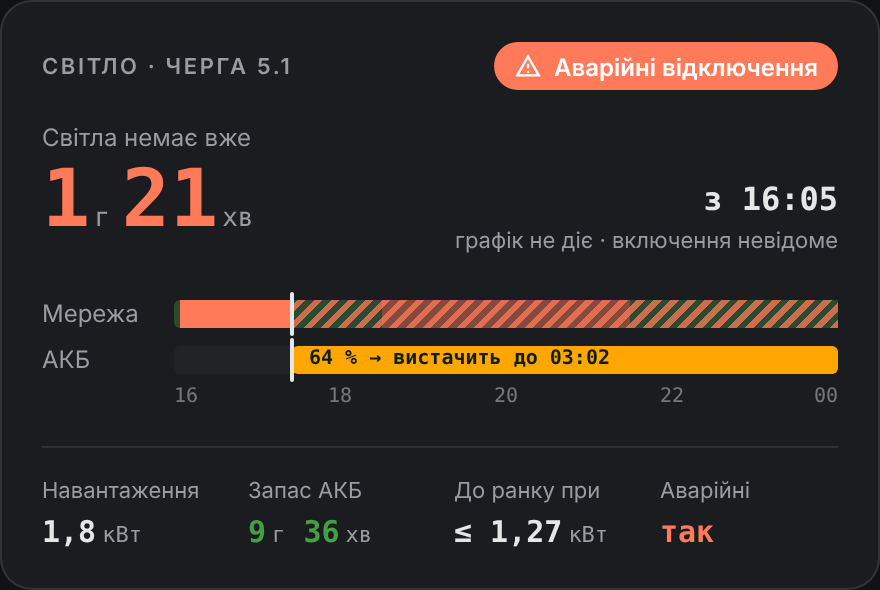 СВІТЛО · ЧЕРГА 5.1
Аварійні відключення
Світла немає вже
1 г 21 хв
з 16:05
графік не діє · включення невідоме
Мережа
АКБ
64 % → вистачить до 03:02
16 18 20 22 00
Навантаження Запас АКБ До ранку при Аварійні
1,8 кВт 9 г 36 хв ≤ 1,27 кВт так